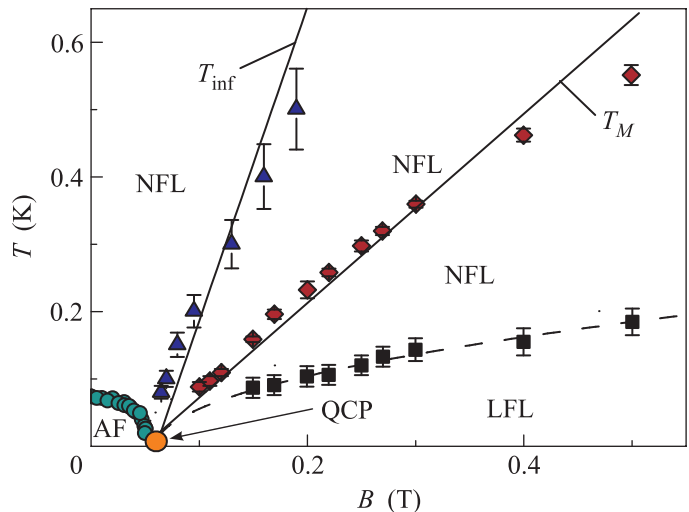 0.6
T_inf
T_M
NFL
NFL
0.4
T (K)
NFL
0.2
QCP
LFL
AF
0
0.2
0.4
B (T)